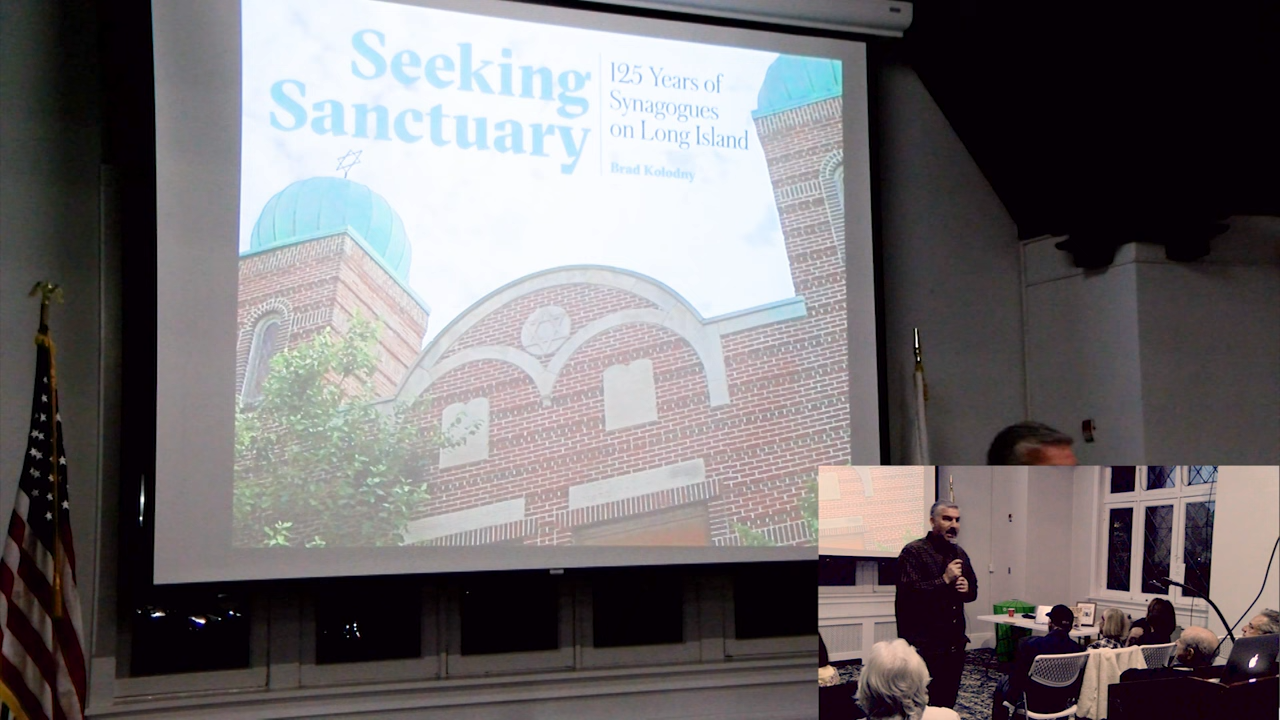 Seeking
Sanctuary
125 Years of
Synagogues
on Long Island
Brad Kolodny